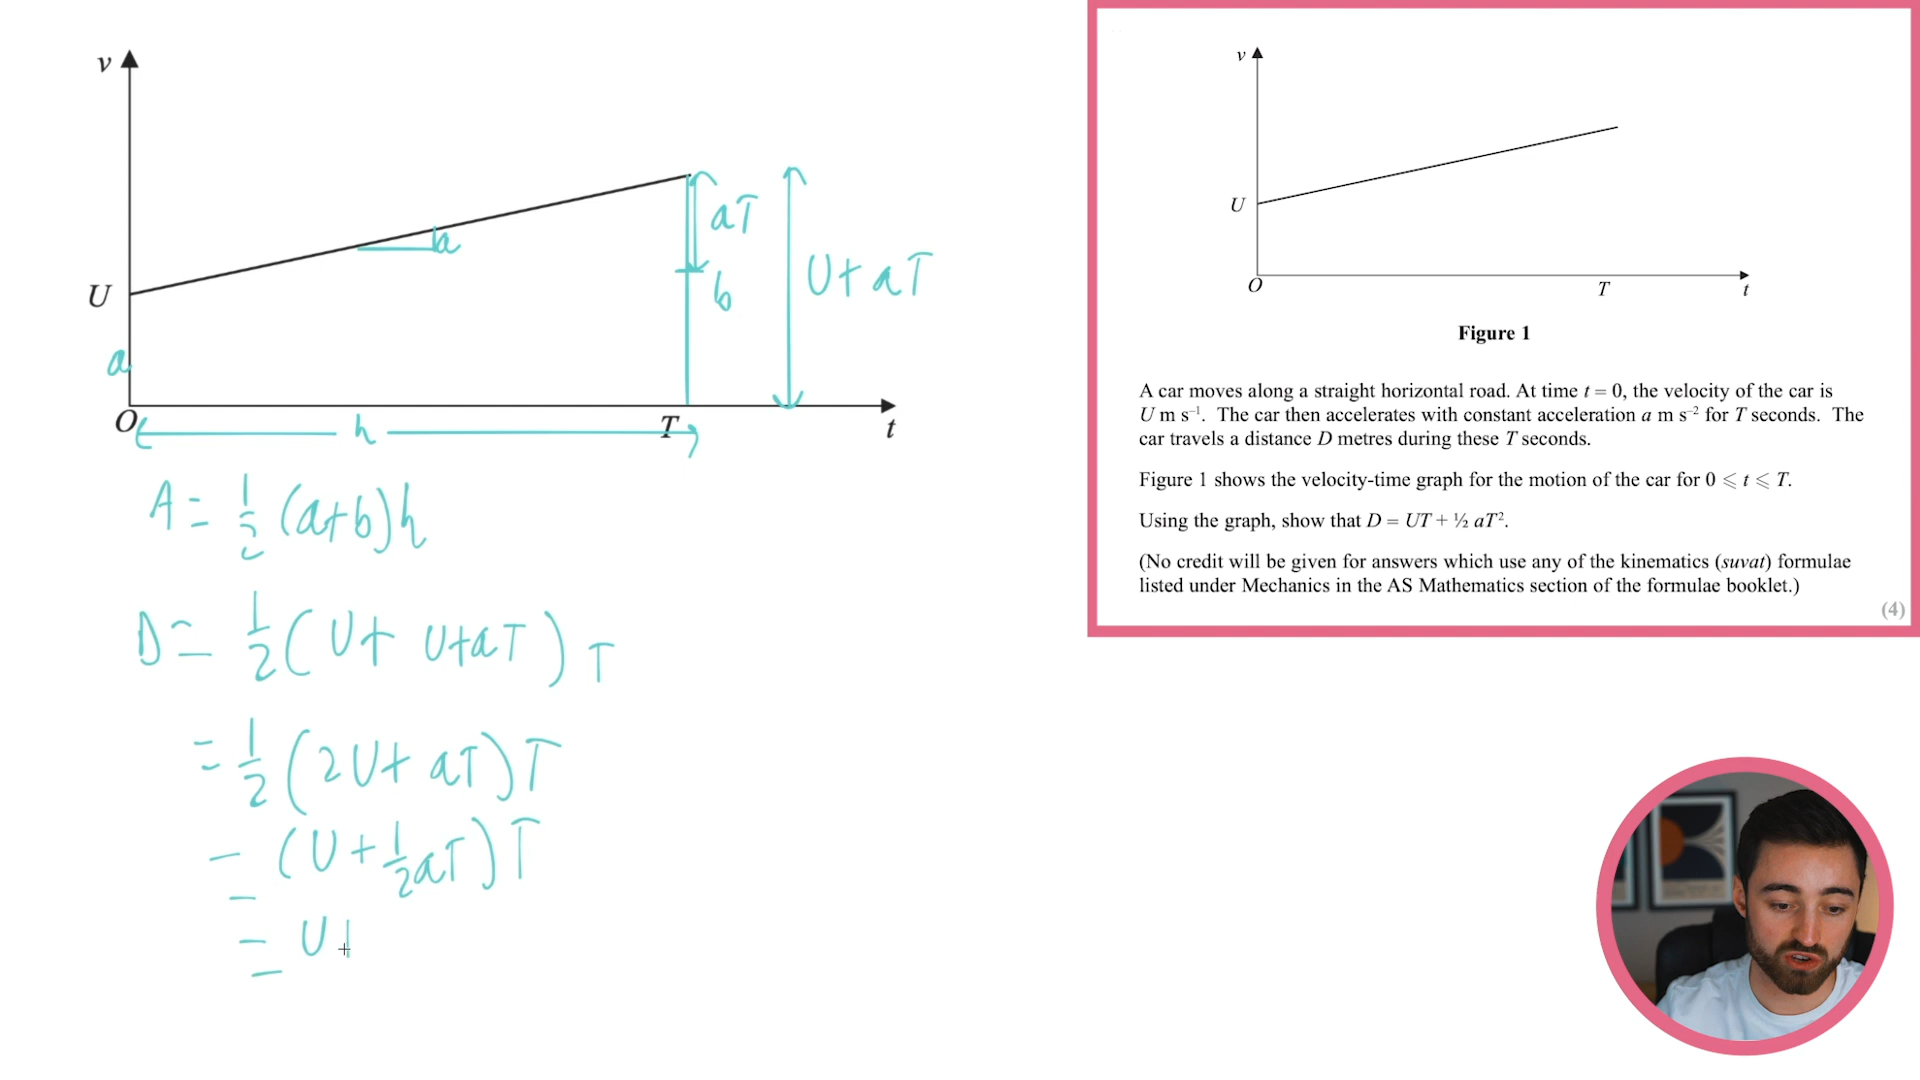 v
U
a
a
aT
b
U + aT
O
h
T
t
A = 1/2 (a+b)h
D = 1/2 (U + U+aT) T
= 1/2 (2U + aT) T
= (U + 1/2 aT) T
= U
v
U
O
T
t
Figure 1
A car moves along a straight horizontal road. At time t = 0, the velocity of the car is
U m s⁻¹. The car then accelerates with constant acceleration a m s⁻² for T seconds. The
car travels a distance D metres during these T seconds.
Figure 1 shows the velocity-time graph for the motion of the car for 0 ⩽ t ⩽ T.
Using the graph, show that D = UT + ½ aT².
(No credit will be given for answers which use any of the kinematics (suvat) formulae
listed under Mechanics in the AS Mathematics section of the formulae booklet.)
(4)